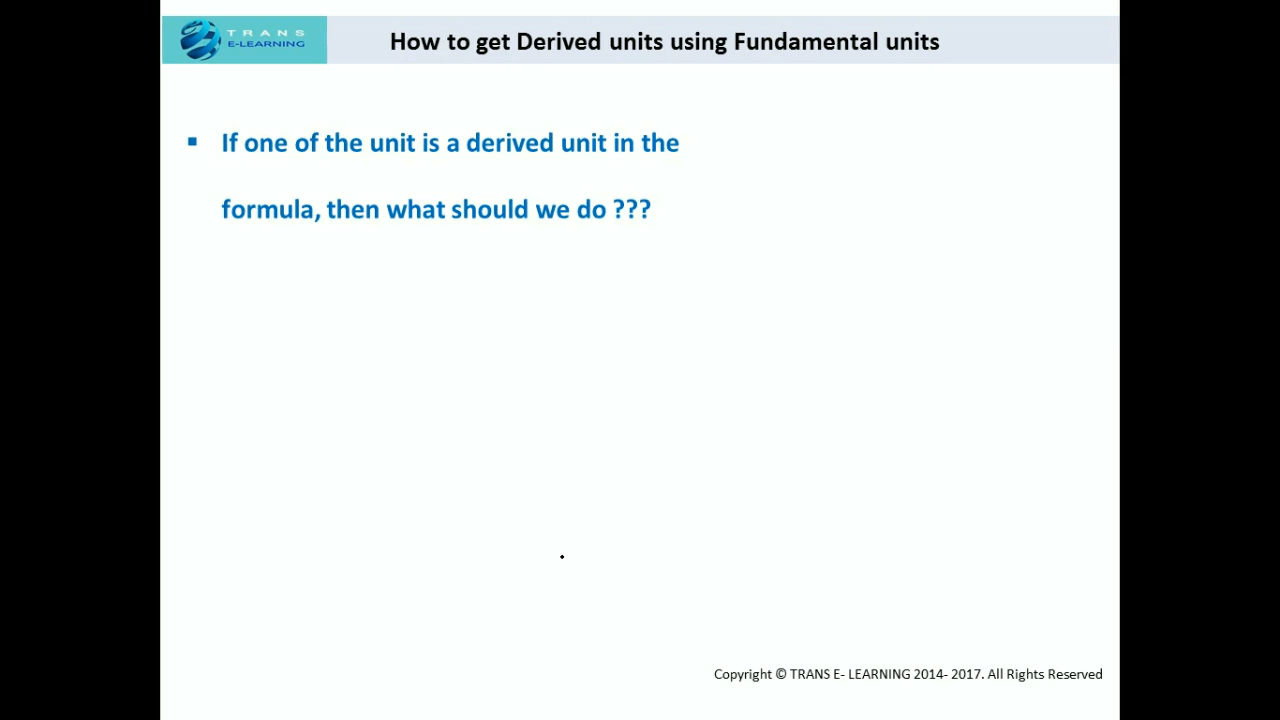 TRANS
E-LEARNING
How to get Derived units using Fundamental units
▪ If one of the unit is a derived unit in the
formula, then what should we do ???
Copyright © TRANS E- LEARNING 2014- 2017. All Rights Reserved